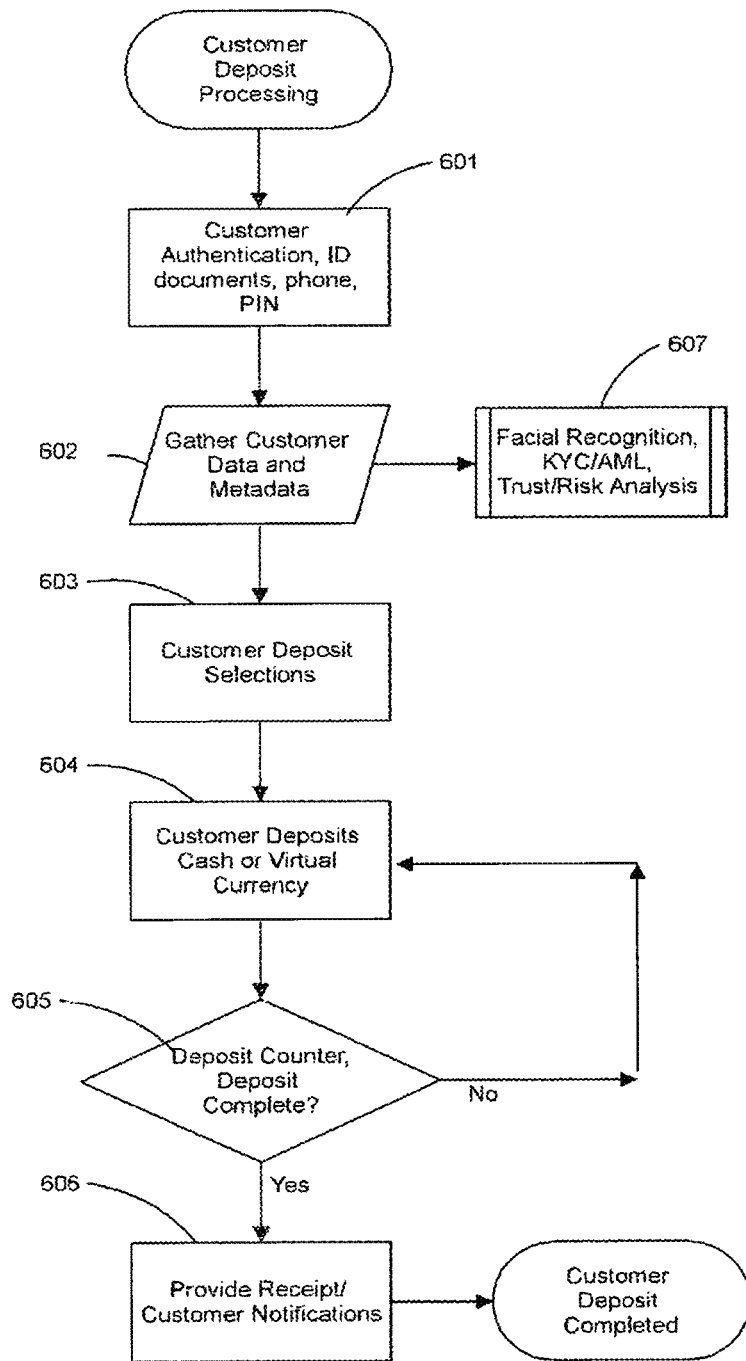 Customer
Deposit
Processing
601
Customer
Authentication, ID
documents, phone,
PIN
607
602
Gather Customer
Data and
Metadata
Facial Recognition,
KYC/AML,
Trust/Risk Analysis
603
Customer Deposit
Selections
604
Customer Deposits
Cash or Virtual
Currency
605
Deposit Counter,
Deposit
Complete?
No
Yes
606
Provide Receipt/
Customer Notifications
Customer
Deposit
Completed